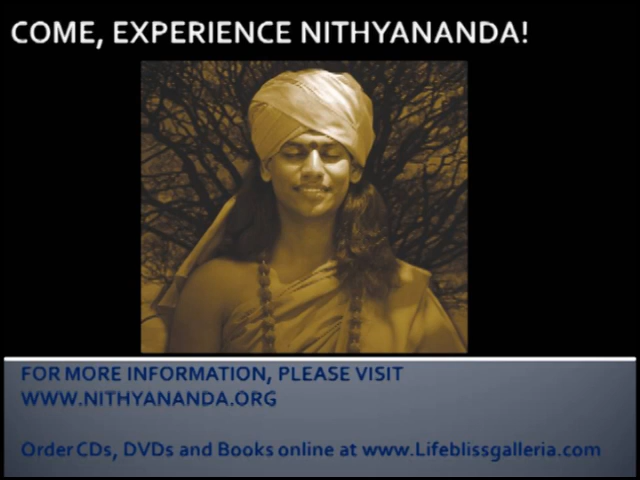 COME, EXPERIENCE NITHYANANDA!
FOR MORE INFORMATION, PLEASE VISIT
WWW.NITHYANANDA.ORG
Order CDs, DVDs and Books online at www.Lifeblissgalleria.com